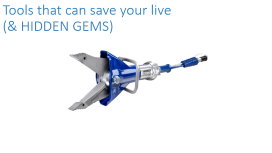 Tools that can save your live
(& HIDDEN GEMS)